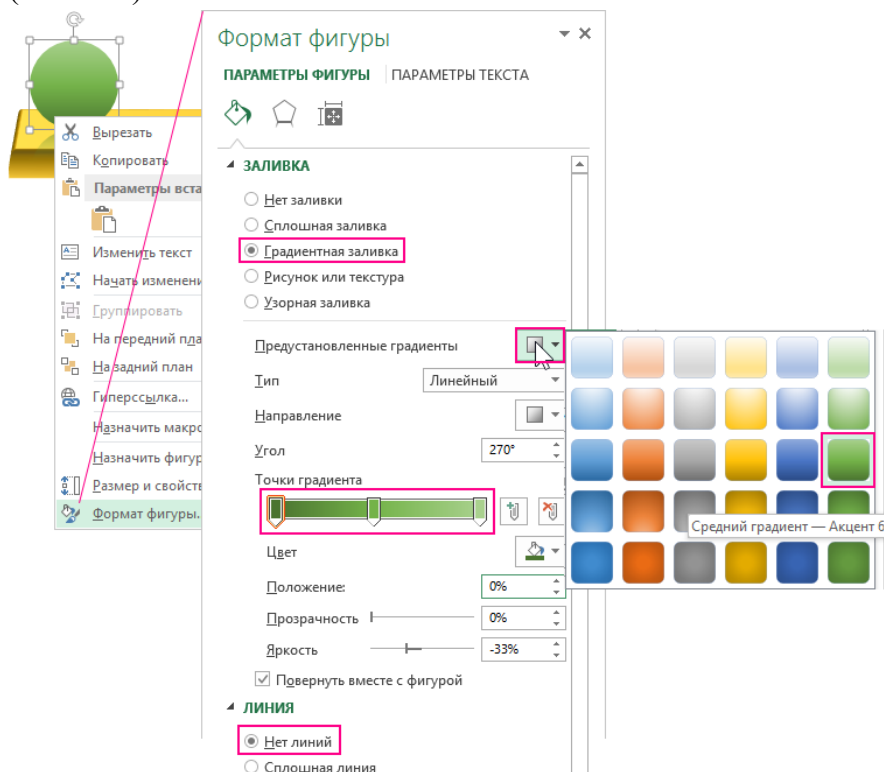 Вырезать
Копировать
Параметры вста
Изменить текст
Начать изменени
Группировать
На передний пла
На задний план
Гиперссылка...
Назначить макро
Назначить фигур
Размер и свойств
Формат фигуры.
Формат фигуры
ПАРАМЕТРЫ ФИГУРЫ ПАРАМЕТРЫ ТЕКСТА
ЗАЛИВКА
Нет заливки
Сплошная заливка
Градиентная заливка
Рисунок или текстура
Узорная заливка
Предустановленные градиенты
Тип Линейный
Направление
Угол 270°
Точки градиента
Средний градиент — Акцент 6
Цвет
Положение: 0%
Прозрачность 0%
Яркость -33%
Повернуть вместе с фигурой
ЛИНИЯ
Нет линий
Сплошная линия